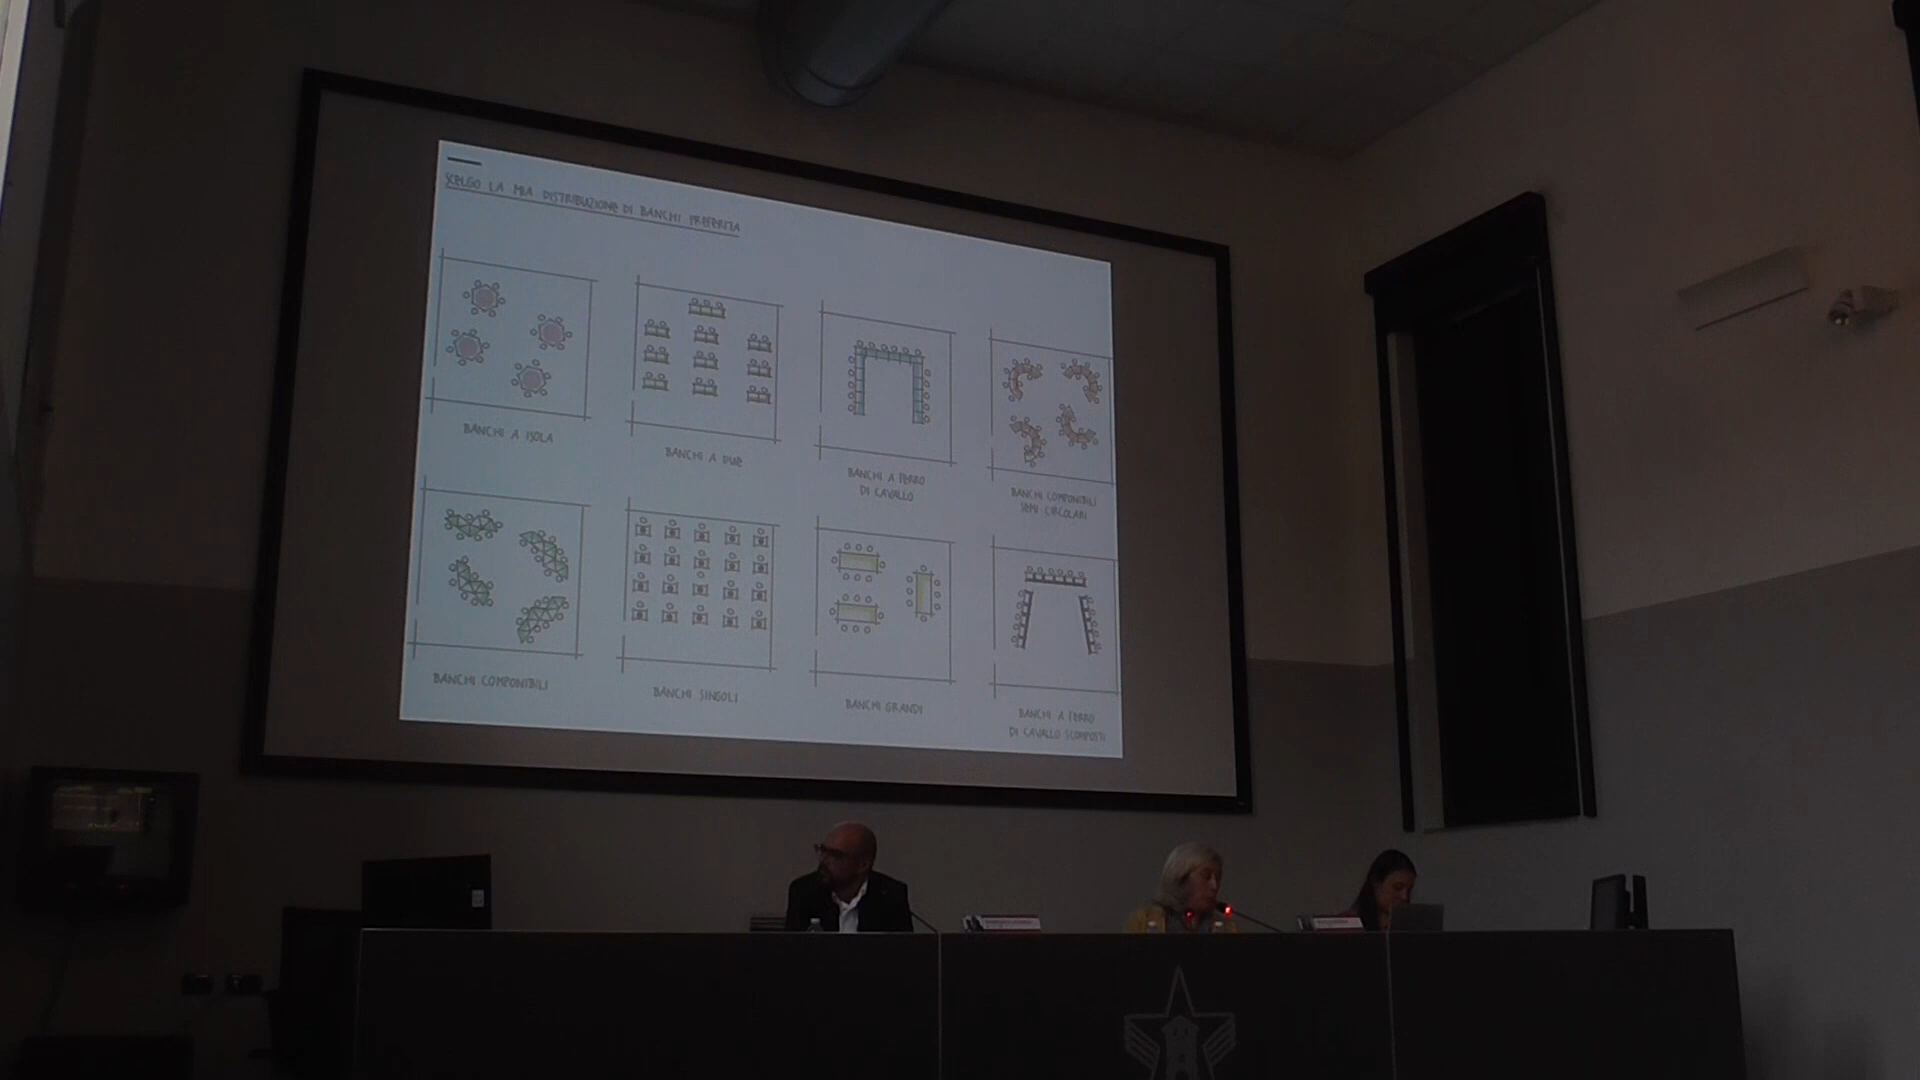 SCELGO LA MIA DISTRIBUZIONE DI BANCHI PREFERITA
BANCHI A ISOLA
BANCHI A DUE
BANCHI A FERRO
DI CAVALLO
BANCHI COMPONIBILI
SEMI CIRCOLARI
BANCHI COMPONIBILI
BANCHI SINGOLI
BANCHI GRANDI
BANCHI A FERRO
DI CAVALLO SCOMPOSTI